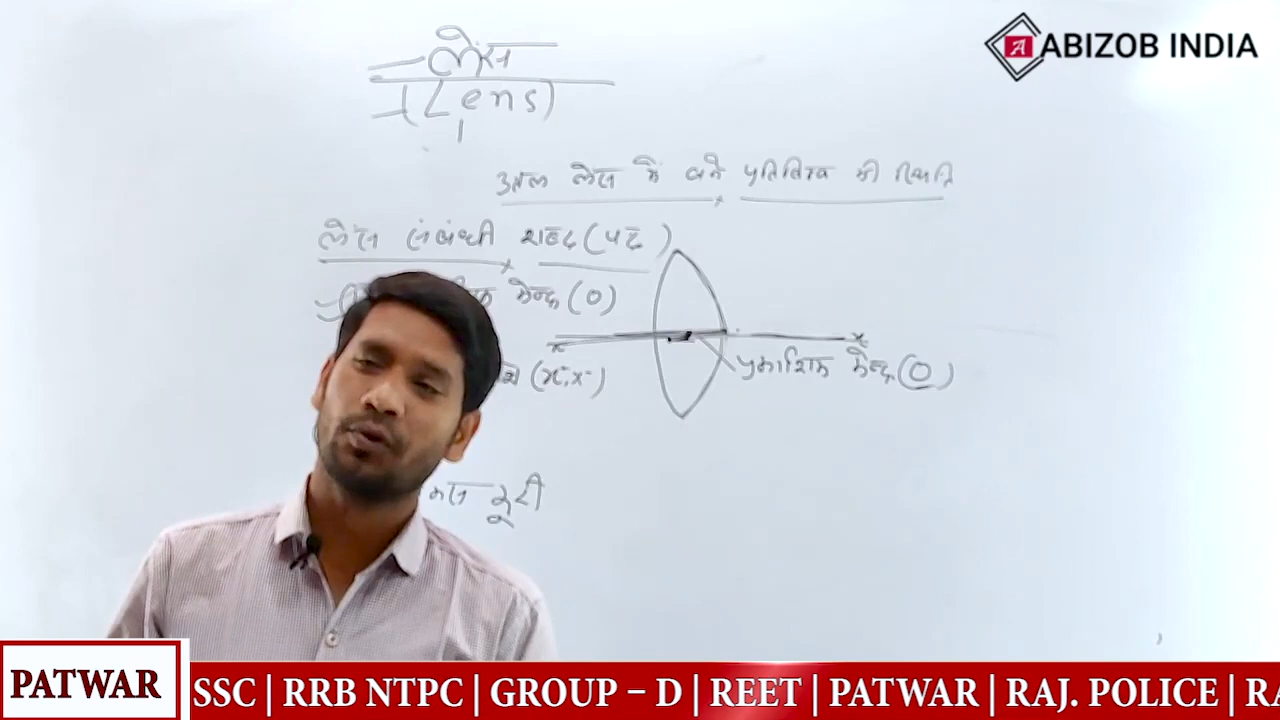 ABIZOB INDIA
लेंस
(Lens)
उत्तल लेंस में बने प्रतिबिम्ब की स्थिति
लेंस संबंधी शब्द (पद)
केन्द्र (O)
(x, x)
x
x
प्रकाशिक केन्द्र (O)
दूरी
PATWAR
SSC | RRB NTPC | GROUP – D | REET | PATWAR | RAJ. POLICE | RA